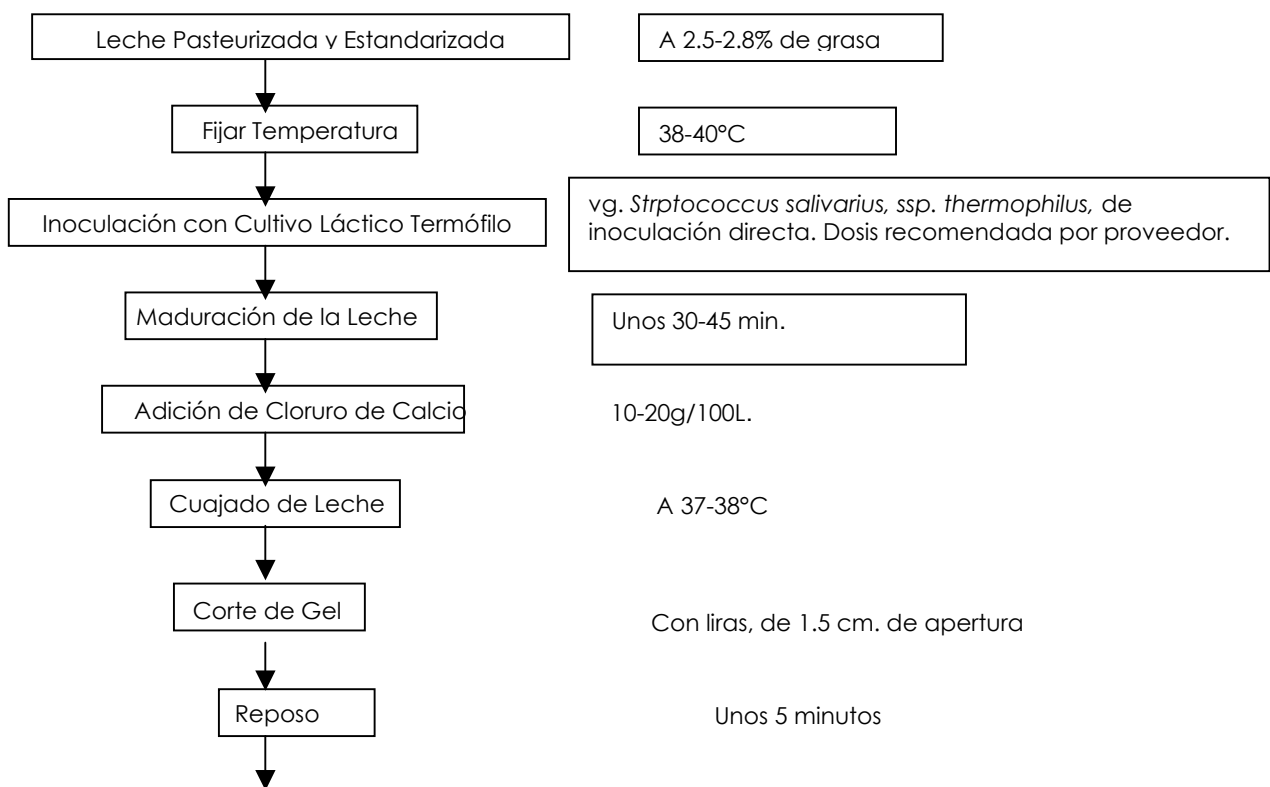 Leche Pasteurizada y Estandarizada
A 2.5-2.8% de grasa
Fijar Temperatura
38-40°C
Inoculación con Cultivo Láctico Termófilo
vg. Strptococcus salivarius, ssp. thermophilus, de
inoculación directa. Dosis recomendada por proveedor.
Maduración de la Leche
Unos 30-45 min.
Adición de Cloruro de Calcio
10-20g/100L.
Cuajado de Leche
A 37-38°C
Corte de Gel
Con liras, de 1.5 cm. de apertura
Reposo
Unos 5 minutos